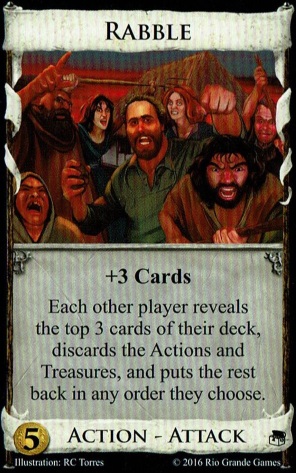 RABBLE
+3 Cards
Each other player reveals
the top 3 cards of their deck,
discards the Actions and
Treasures, and puts the rest
back in any order they choose.
5
ACTION - ATTACK
Illustration: RC Torres
© 2016 Rio Grande Games